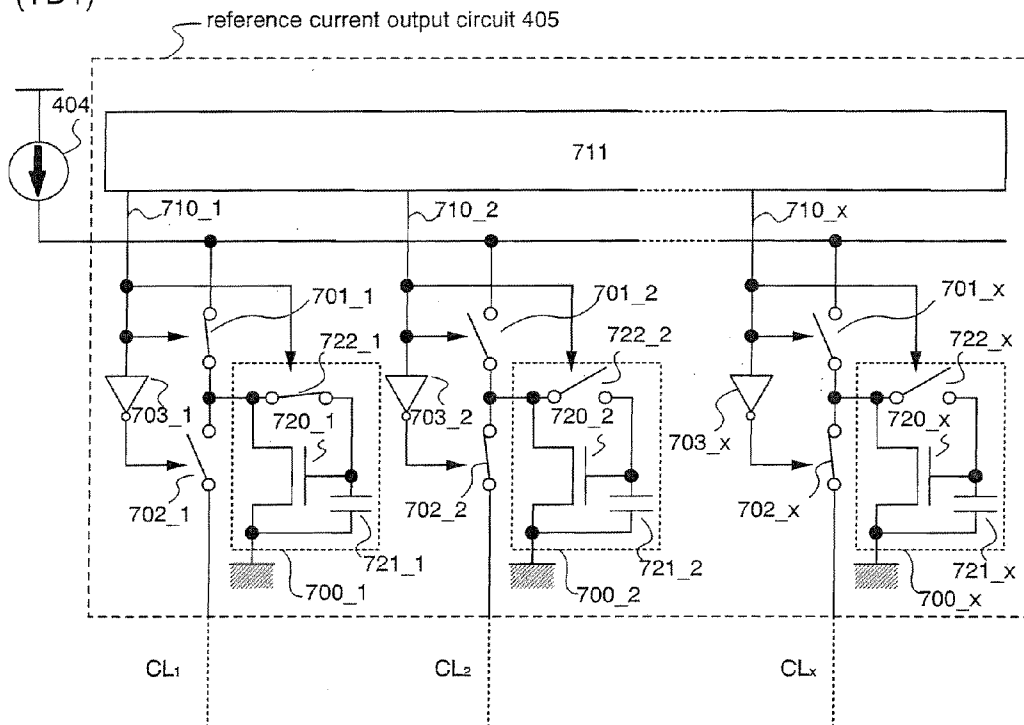 reference current output circuit 405
404
711
710_1
710_2
710_x
701_1
701_2
701_x
722_1
722_2
722_x
703_1
720_1
703_2
720_2
703_x
720_x
702_1
702_2
702_x
721_1
721_2
721_x
700_1
700_2
700_x
CL₁
CL₂
CLₓ